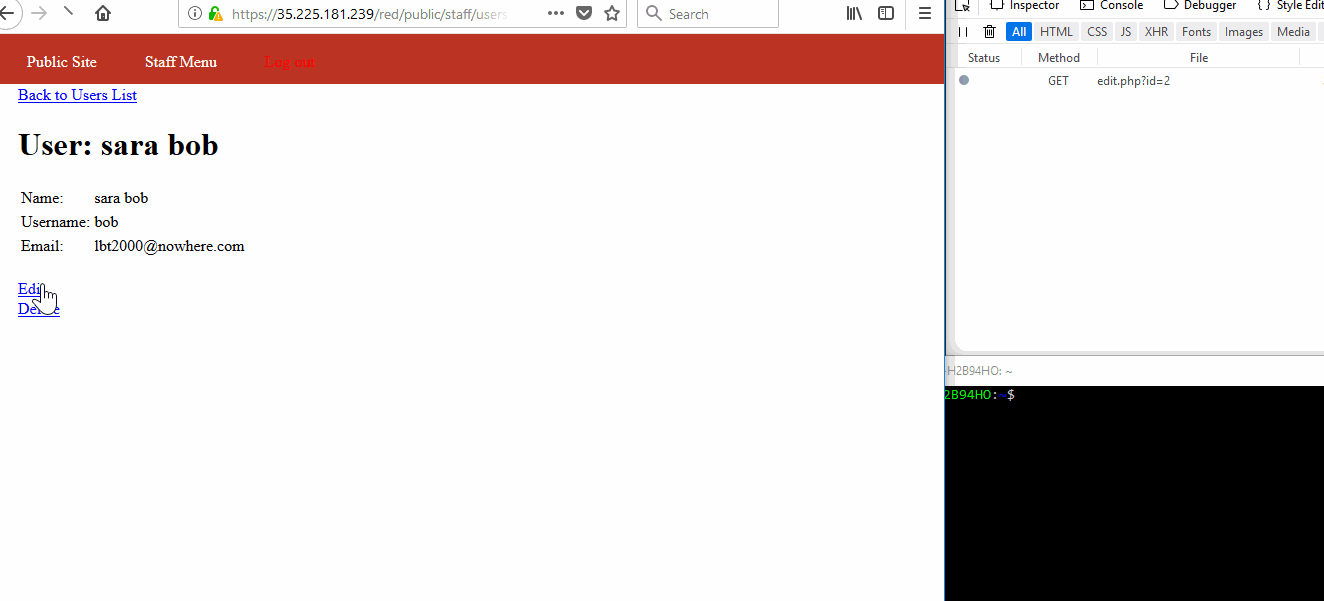 https://35.225.181.239/red/public/staff/users
Search
Public Site Staff Menu Log out
Back to Users List
User: sara bob
Name: sara bob
Username: bob
Email: lbt2000@nowhere.com
Edi
Inspector Console Debugger {} Style Edit
All HTML CSS JS XHR Fonts Images Media
Status Method File
GET edit.php?id=2
-H2B94HO: ~
2B94HO:~$